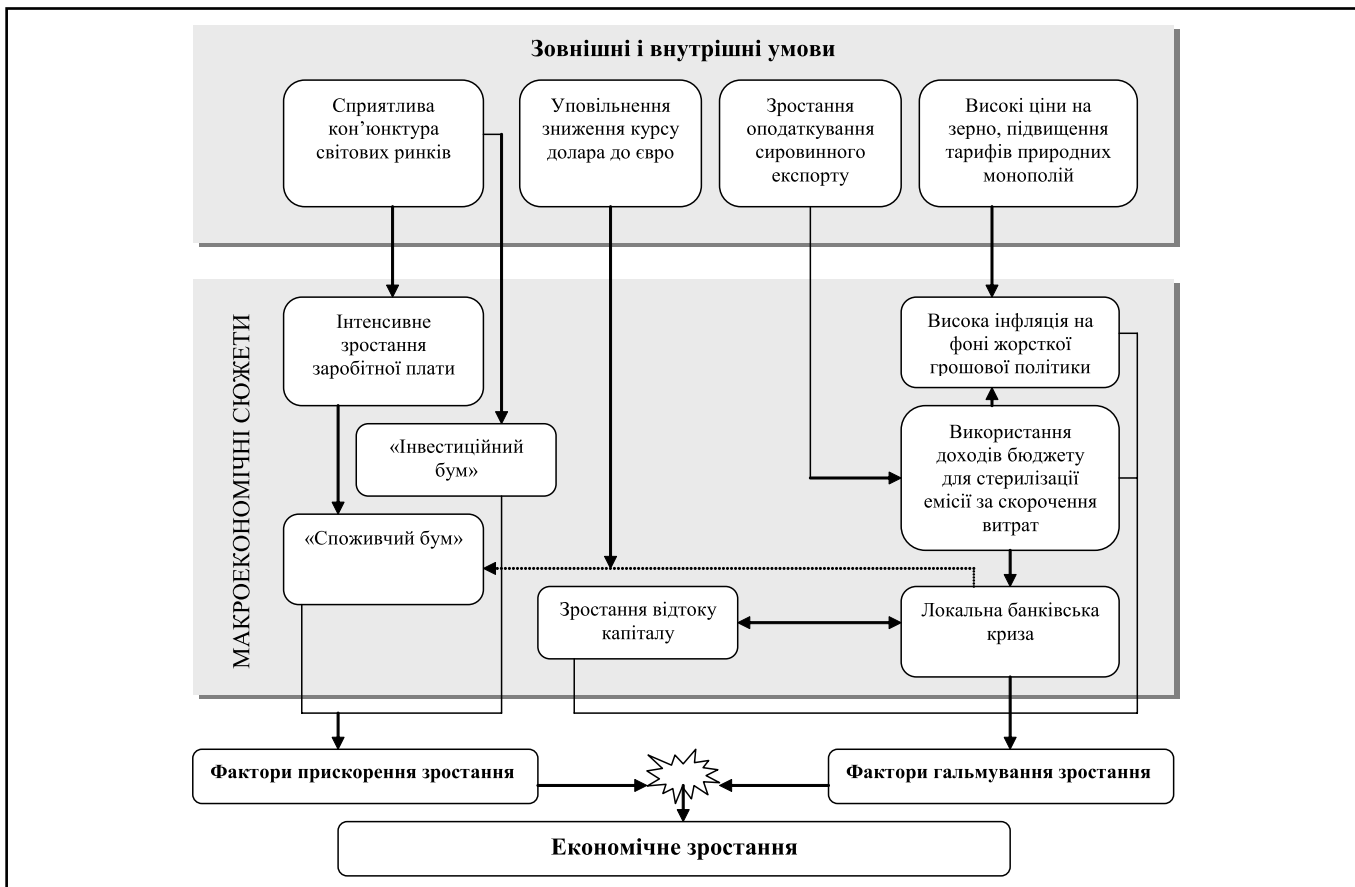 Зовнішні і внутрішні умови
Сприятлива
кон’юнктура
світових ринків
Уповільнення
зниження курсу
долара до євро
Зростання
оподаткування
сировинного
експорту
Високі ціни на
зерно, підвищення
тарифів природних
монополій
МАКРОЕКОНОМІЧНІ СЮЖЕТИ
Інтенсивне
зростання
заробітної плати
Висока інфляція на
фоні жорсткої
грошової політики
«Інвестиційний
бум»
Використання
доходів бюджету
для стерилізації
емісії за скорочення
витрат
«Споживчий бум»
Зростання відтоку
капіталу
Локальна банківська
криза
Фактори прискорення зростання
Фактори гальмування зростання
Економічне зростання